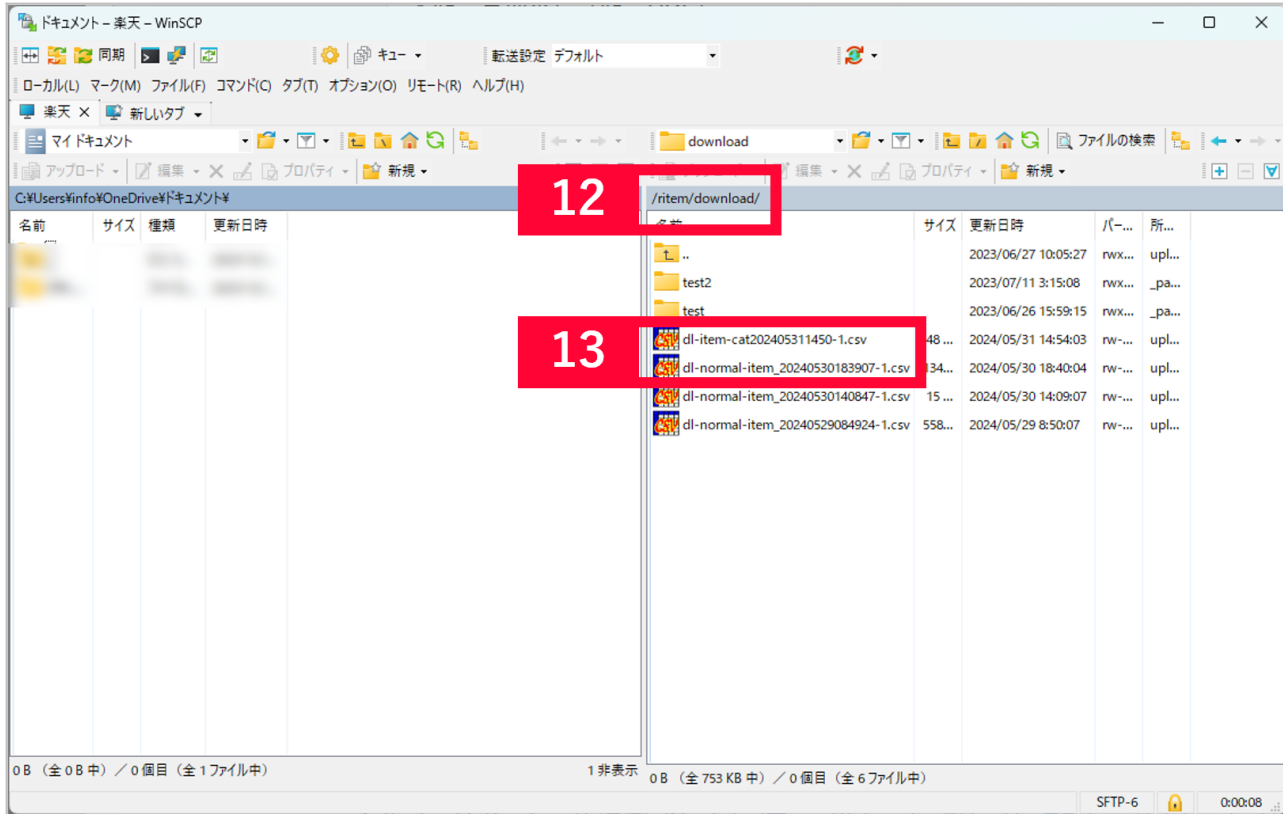 ドキュメント – 楽天 – WinSCP
同期 キュー 転送設定 デフォルト
ローカル(L) マーク(M) ファイル(F) コマンド(C) タブ(T) オプション(O) リモート(R) ヘルプ(H)
楽天 新しいタブ
マイ ドキュメント download ファイルの検索
アップロード 編集 プロパティ 新規 編集 プロパティ 新規
C:¥Users¥info¥OneDrive¥ドキュメント¥ 12 /ritem/download/
名前 サイズ 種類 更新日時 名前 サイズ 更新日時 パー... 所...
.. 2023/06/27 10:05:27 rwx... upl...
test2 2023/07/11 3:15:08 rwx... _pa...
test 2023/06/26 15:59:15 rwx... _pa...
13 dl-item-cat202405311450-1.csv 48 ... 2024/05/31 14:54:03 rw-... upl...
dl-normal-item_20240530183907-1.csv 134... 2024/05/30 18:40:04 rw-... upl...
dl-normal-item_20240530140847-1.csv 15 ... 2024/05/30 14:09:07 rw-... upl...
dl-normal-item_20240529084924-1.csv 558... 2024/05/29 8:50:07 rw-... upl...
0 B （全 0 B 中）／ 0 個目（全 1 ファイル中） 1 非表示 0 B （全 753 KB 中）／ 0 個目（全 6 ファイル中）
SFTP-6 0:00:08